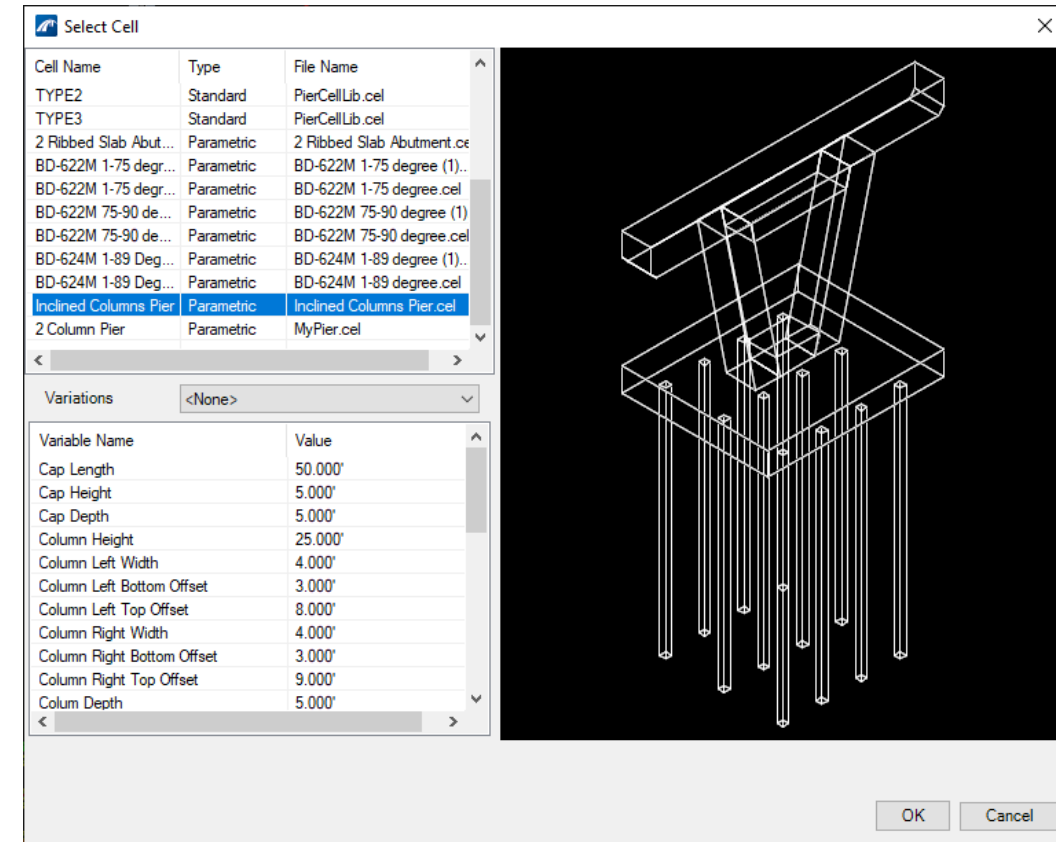 Select Cell
Cell Name Type File Name
TYPE2 Standard PierCellLib.cel
TYPE3 Standard PierCellLib.cel
2 Ribbed Slab Abut... Parametric 2 Ribbed Slab Abutment.ce
BD-622M 1-75 degr... Parametric BD-622M 1-75 degree (1)..
BD-622M 1-75 degr... Parametric BD-622M 1-75 degree.cel
BD-622M 75-90 de... Parametric BD-622M 75-90 degree (1)
BD-622M 75-90 de... Parametric BD-622M 75-90 degree.cel
BD-624M 1-89 Deg... Parametric BD-624M 1-89 degree (1)..
BD-624M 1-89 Deg... Parametric BD-624M 1-89 degree.cel
Inclined Columns Pier Parametric Inclined Columns Pier.cel
2 Column Pier Parametric MyPier.cel
Variations <None>
Variable Name Value
Cap Length 50.000'
Cap Height 5.000'
Cap Depth 5.000'
Column Height 25.000'
Column Left Width 4.000'
Column Left Bottom Offset 3.000'
Column Left Top Offset 8.000'
Column Right Width 4.000'
Column Right Bottom Offset 3.000'
Column Right Top Offset 9.000'
Colum Depth 5.000'
OK Cancel